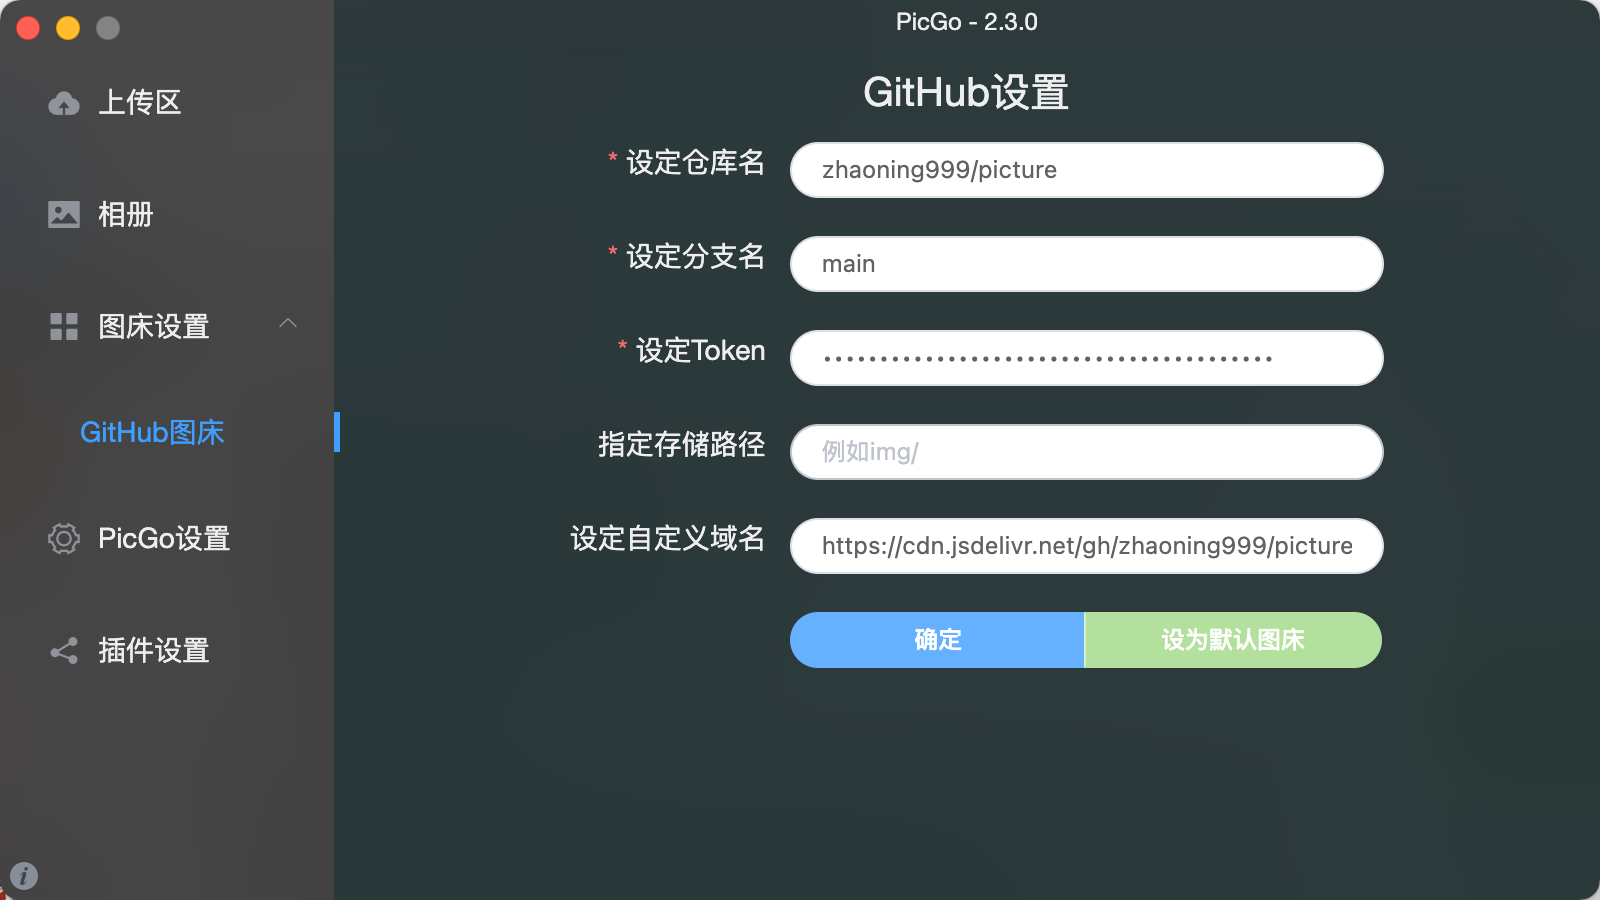 PicGo - 2.3.0
上传区
相册
图床设置
GitHub图床
PicGo设置
插件设置
GitHub设置
* 设定仓库名
zhaoning999/picture
* 设定分支名
main
* 设定Token
••••••••••••••••••••••••••••••••••••••••
指定存储路径
例如img/
设定自定义域名
https://cdn.jsdelivr.net/gh/zhaoning999/picture
确定
设为默认图床